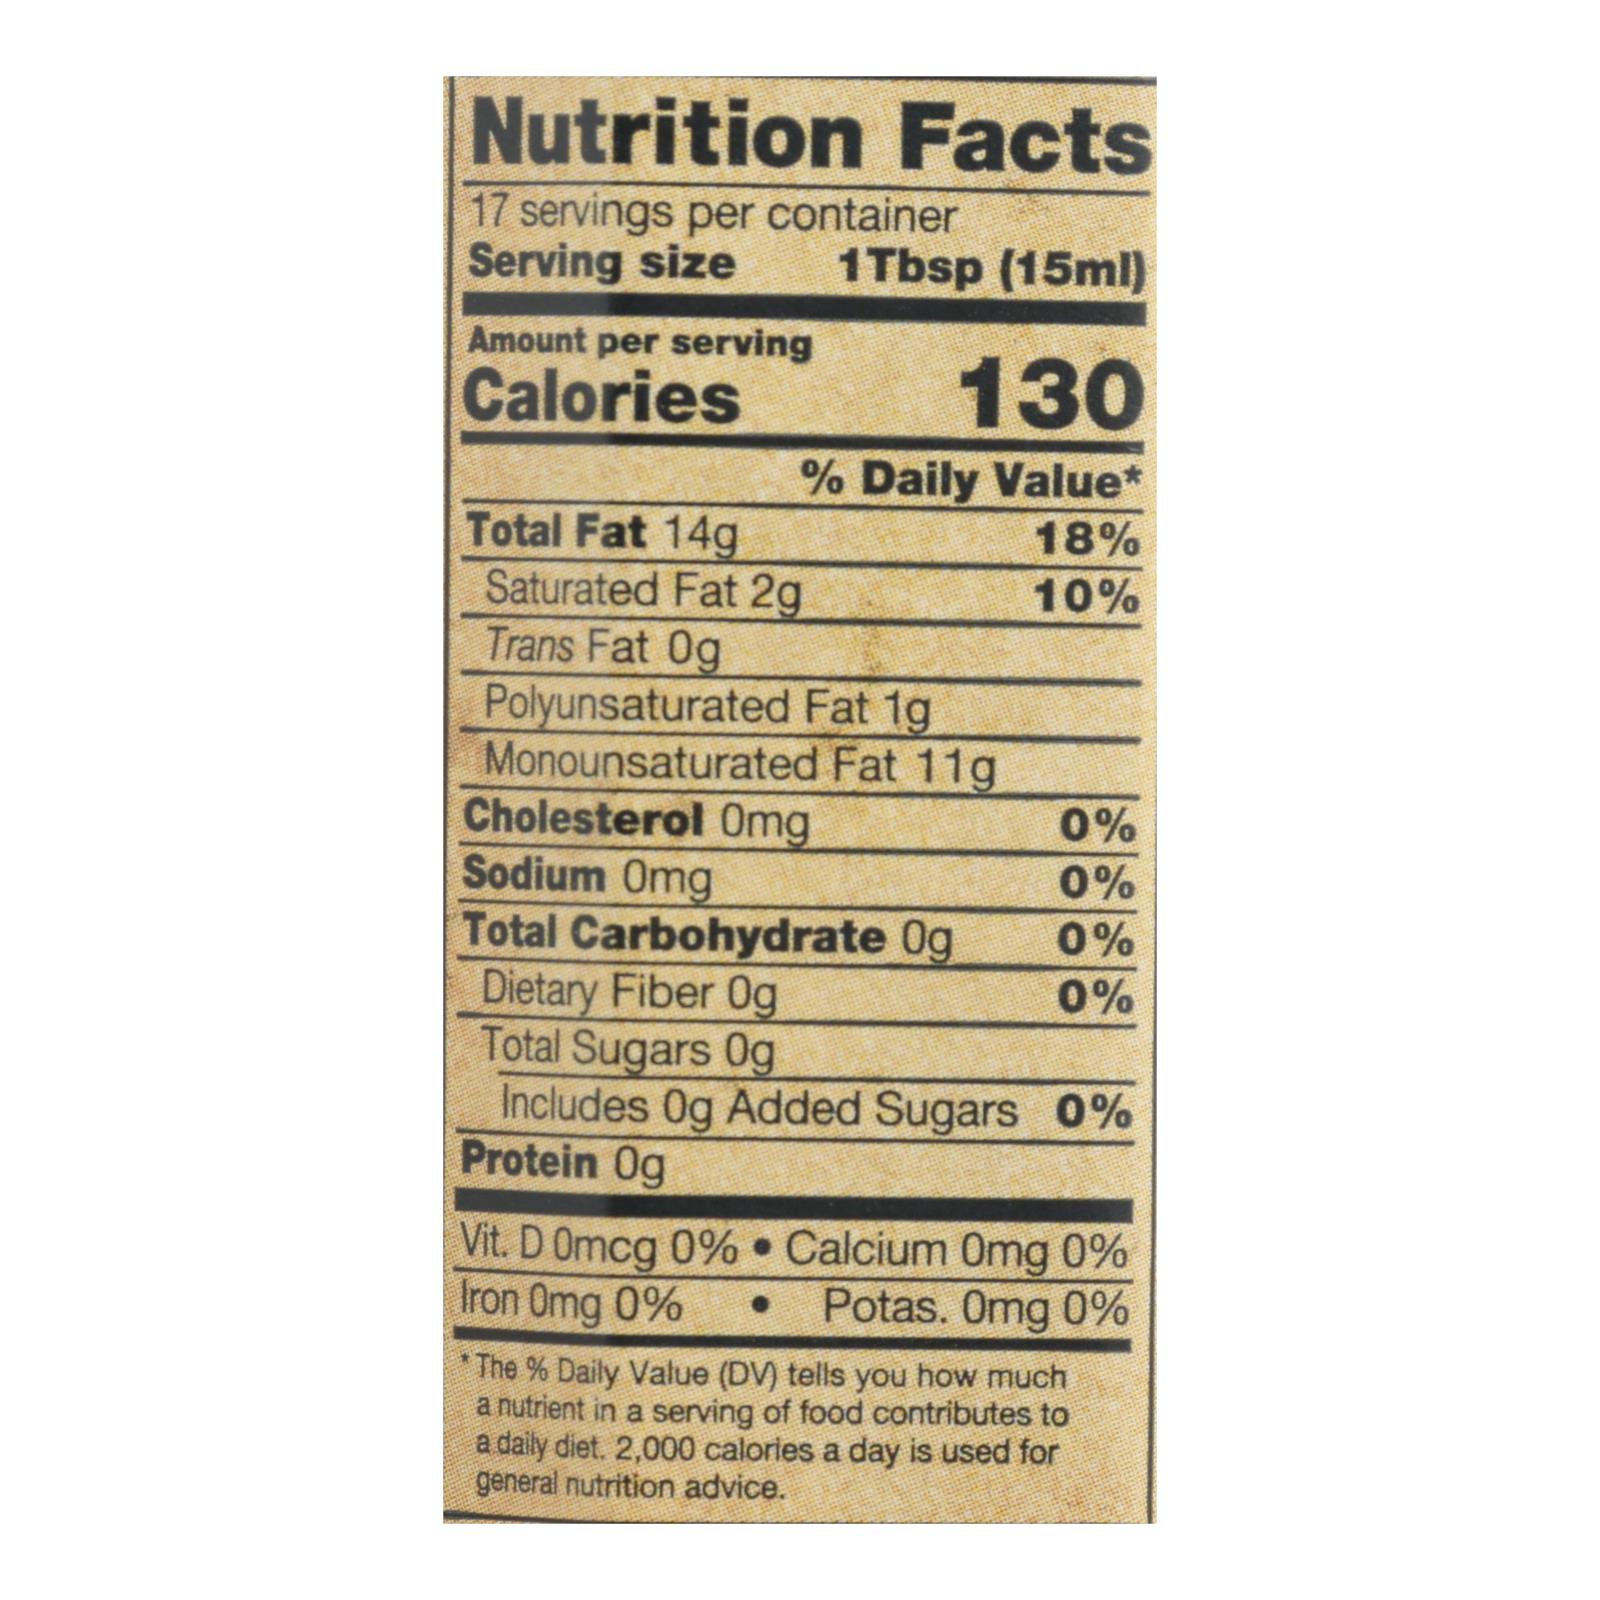 Nutrition Facts
17 servings per container
Serving size 1Tbsp (15ml)
Amount per serving
Calories 130
% Daily Value*
Total Fat 14g 18%
Saturated Fat 2g 10%
Trans Fat 0g
Polyunsaturated Fat 1g
Monounsaturated Fat 11g
Cholesterol 0mg 0%
Sodium 0mg 0%
Total Carbohydrate 0g 0%
Dietary Fiber 0g 0%
Total Sugars 0g
Includes 0g Added Sugars 0%
Protein 0g
Vit. D 0mcg 0% • Calcium 0mg 0%
Iron 0mg 0% • Potas. 0mg 0%
* The % Daily Value (DV) tells you how much
a nutrient in a serving of food contributes to
a daily diet. 2,000 calories a day is used for
general nutrition advice.